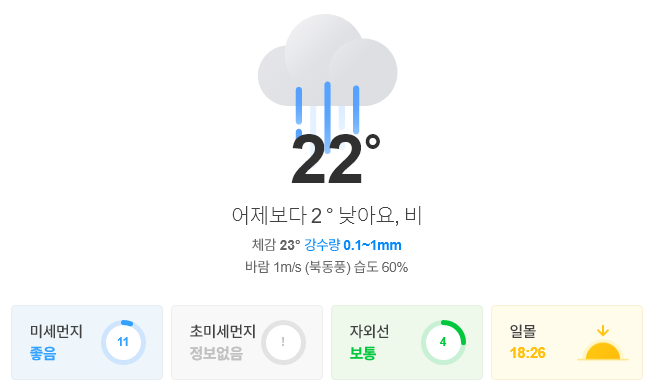 22°
어제보다 2° 낮아요, 비
체감 23° 강수량 0.1~1mm
바람 1m/s (북동풍) 습도 60%
미세먼지
좋음
11
초미세먼지
정보없음
!
자외선
보통
4
일몰
18:26